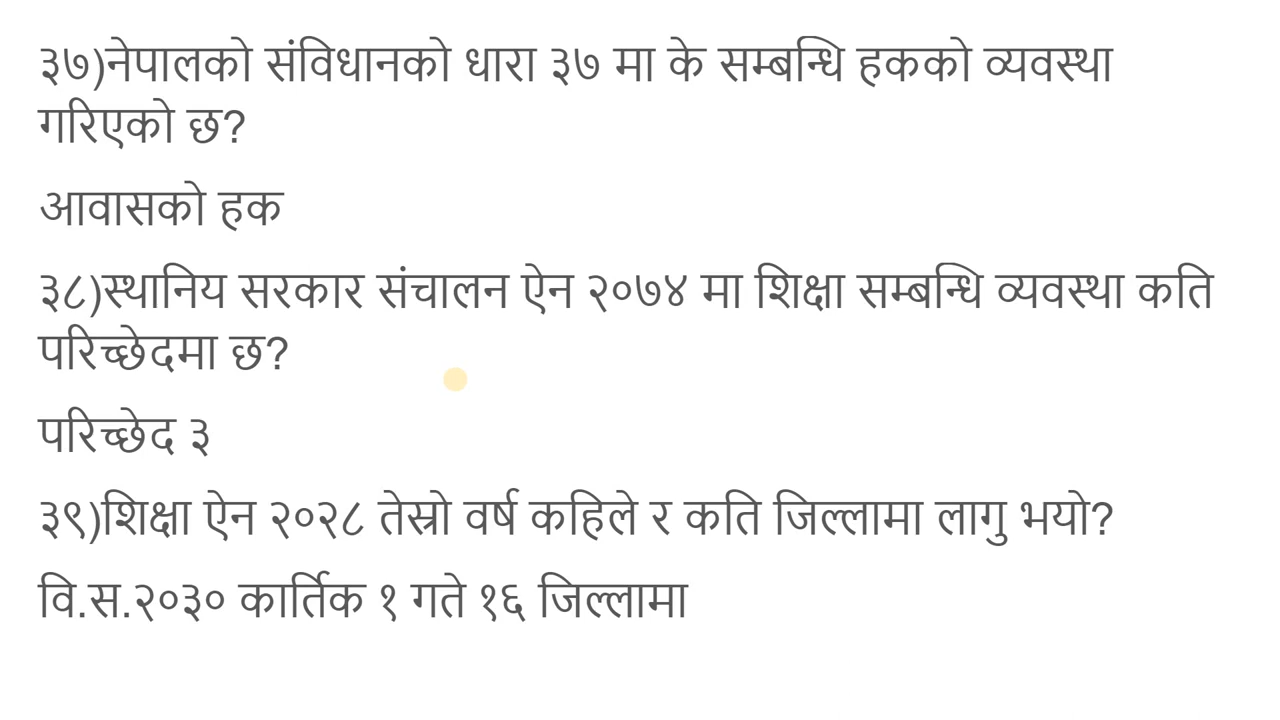 ३७)नेपालको संविधानको धारा ३७ मा के सम्बन्धि हकको व्यवस्था
गरिएको छ?
आवासको हक
३८)स्थानिय सरकार संचालन ऐन २०७४ मा शिक्षा सम्बन्धि व्यवस्था कति
परिच्छेदमा छ?
परिच्छेद ३
३९)शिक्षा ऐन २०२८ तेस्रो वर्ष कहिले र कति जिल्लामा लागु भयो?
वि.स.२०३० कार्तिक १ गते १६ जिल्लामा